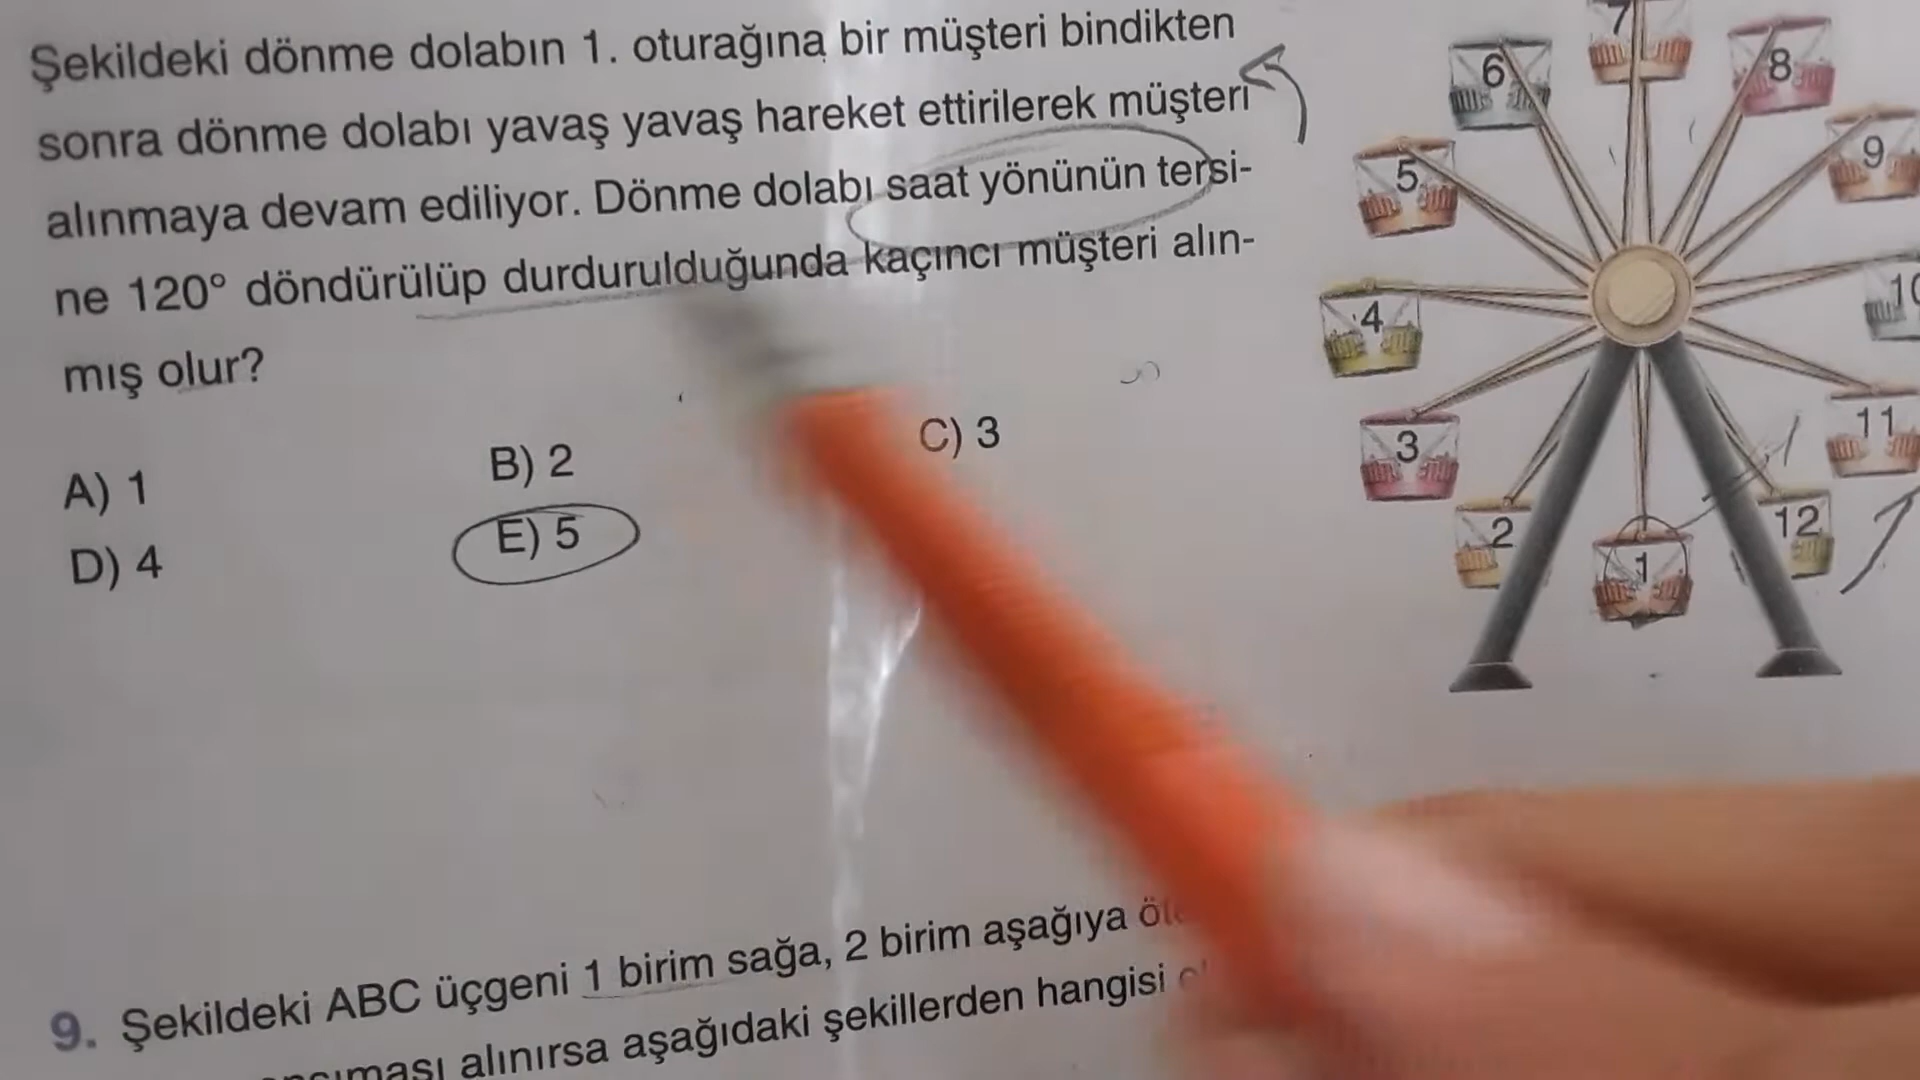 Şekildeki dönme dolabın 1. oturağına bir müşteri bindikten
sonra dönme dolabı yavaş yavaş hareket ettirilerek müşteri
alınmaya devam ediliyor. Dönme dolabı saat yönünün tersi-
ne 120° döndürülüp durdurulduğunda kaçıncı müşteri alın-
mış olur?
A) 1
B) 2
C) 3
D) 4
E) 5
7
6
8
5
9
4
3
11
2
12
1
9. Şekildeki ABC üçgeni 1 birim sağa, 2 birim aşağıya
alınırsa aşağıdaki şekillerden hangisi